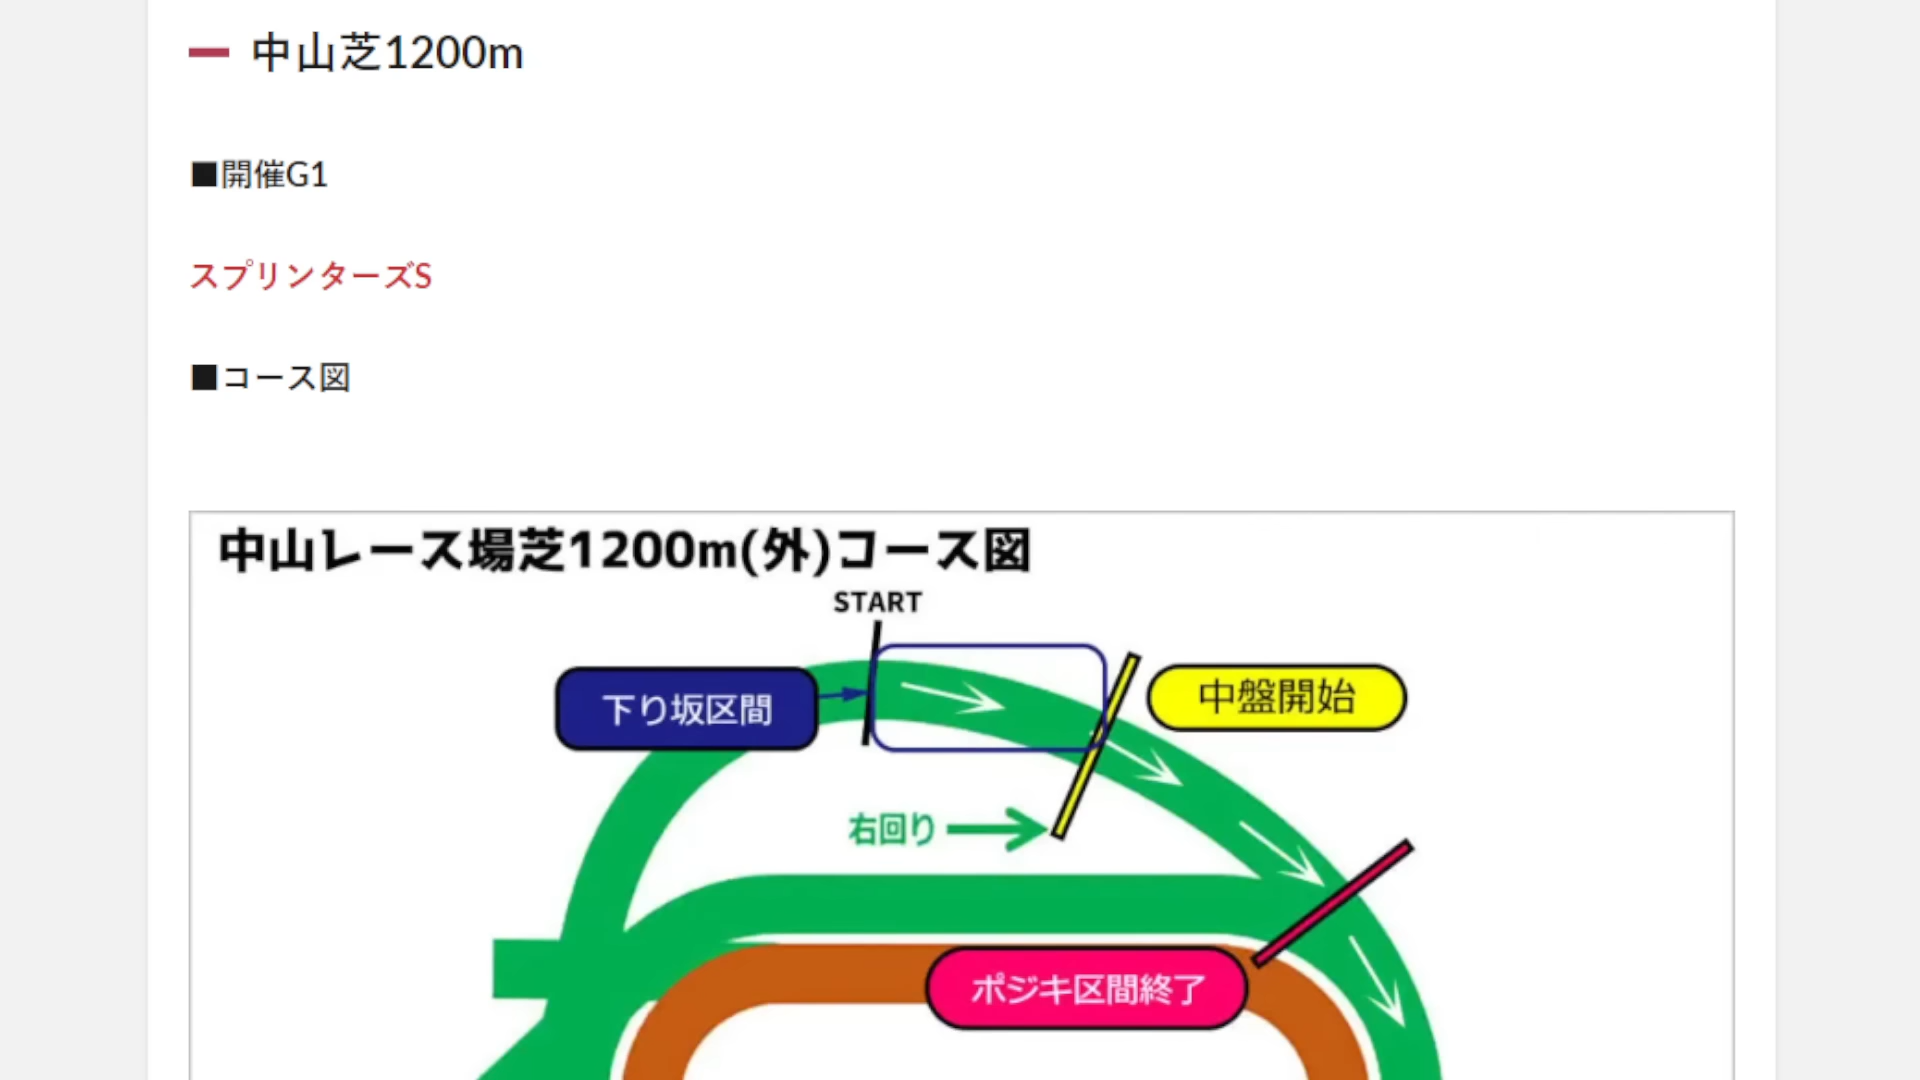 中山芝1200m
■開催G1
スプリンターズS
■コース図
中山レース場芝1200m(外)コース図
START
下り坂区間
中盤開始
右回り
ポジキ区間終了